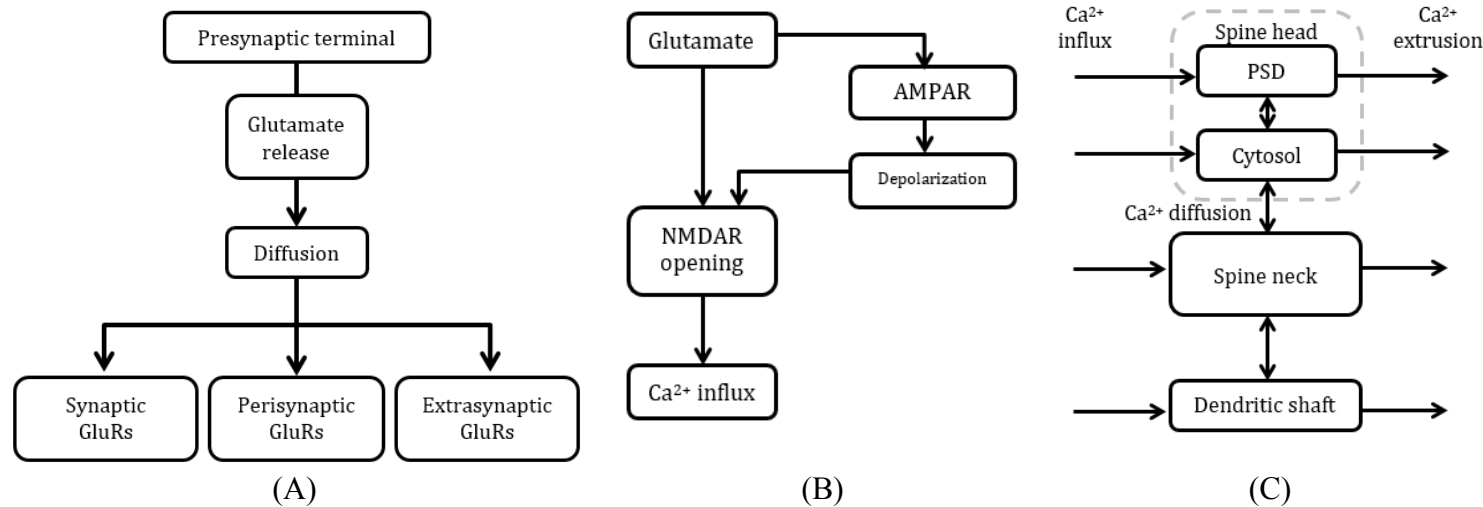 Presynaptic terminal
Glutamate
release
Diffusion
Synaptic
GluRs
Perisynaptic
GluRs
Extrasynaptic
GluRs
(A)
Glutamate
AMPAR
Depolarization
NMDAR
opening
Ca²⁺ influx
(B)
Ca²⁺
influx
Ca²⁺
extrusion
Spine head
PSD
Cytosol
Ca²⁺ diffusion
Spine neck
Dendritic shaft
(C)